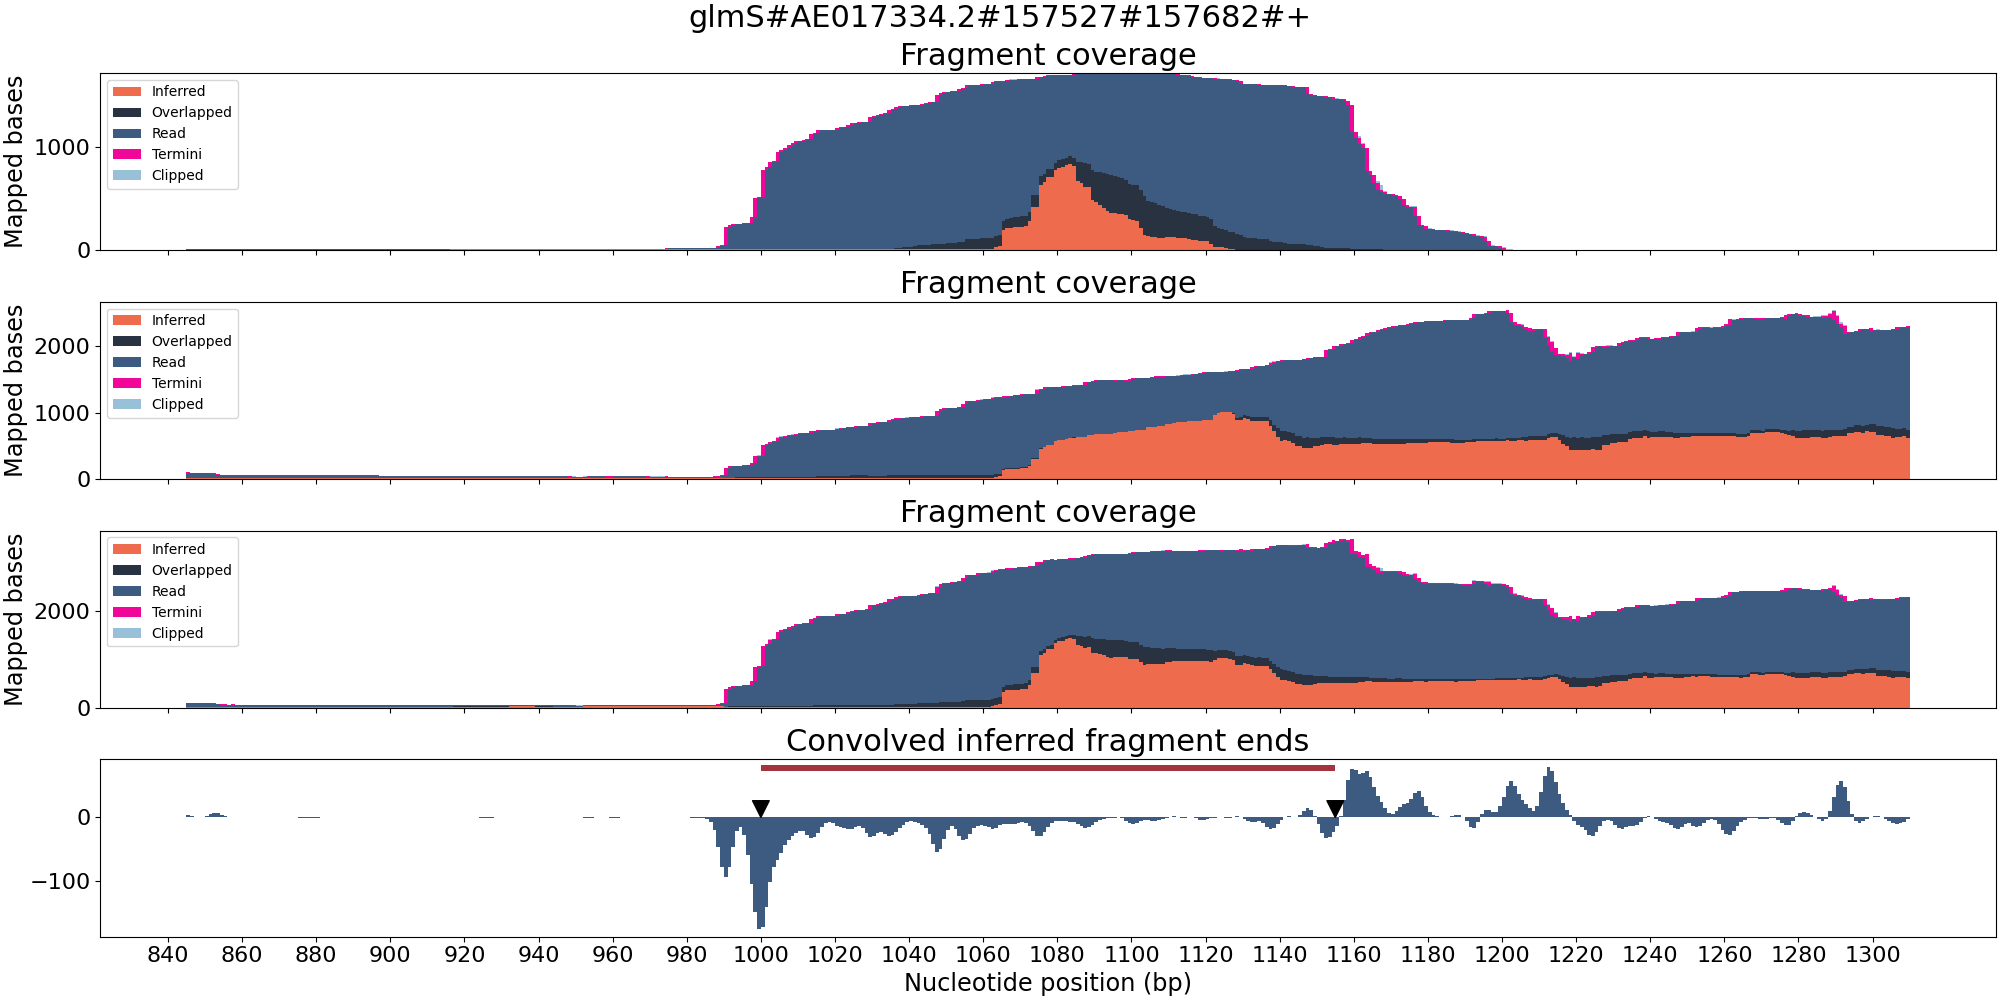 glmS#AE017334.2#157527#157682#+
Fragment coverage
Mapped bases
1000
0
Inferred
Overlapped
Read
Termini
Clipped
Fragment coverage
Mapped bases
2000
1000
0
Inferred
Overlapped
Read
Termini
Clipped
Fragment coverage
Mapped bases
2000
0
Inferred
Overlapped
Read
Termini
Clipped
Convolved inferred fragment ends
0
−100
840 860 880 900 920 940 960 980 1000 1020 1040 1060 1080 1100 1120 1140 1160 1180 1200 1220 1240 1260 1280 1300
Nucleotide position (bp)